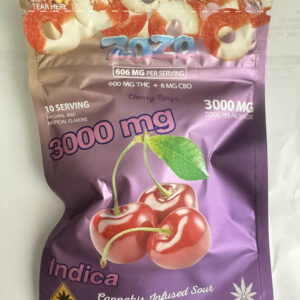 TEAR HERE
ZOZO
606 MG PER SERVING
600 MG THC + 6 MG CBD
Cherry Rings
10 SERVING
NATURAL AND
ARTIFICIAL FLAVORS
3000 MG
TOTAL PER PACKAGE
3000 mg
Indica
Cannabis Infused Sour